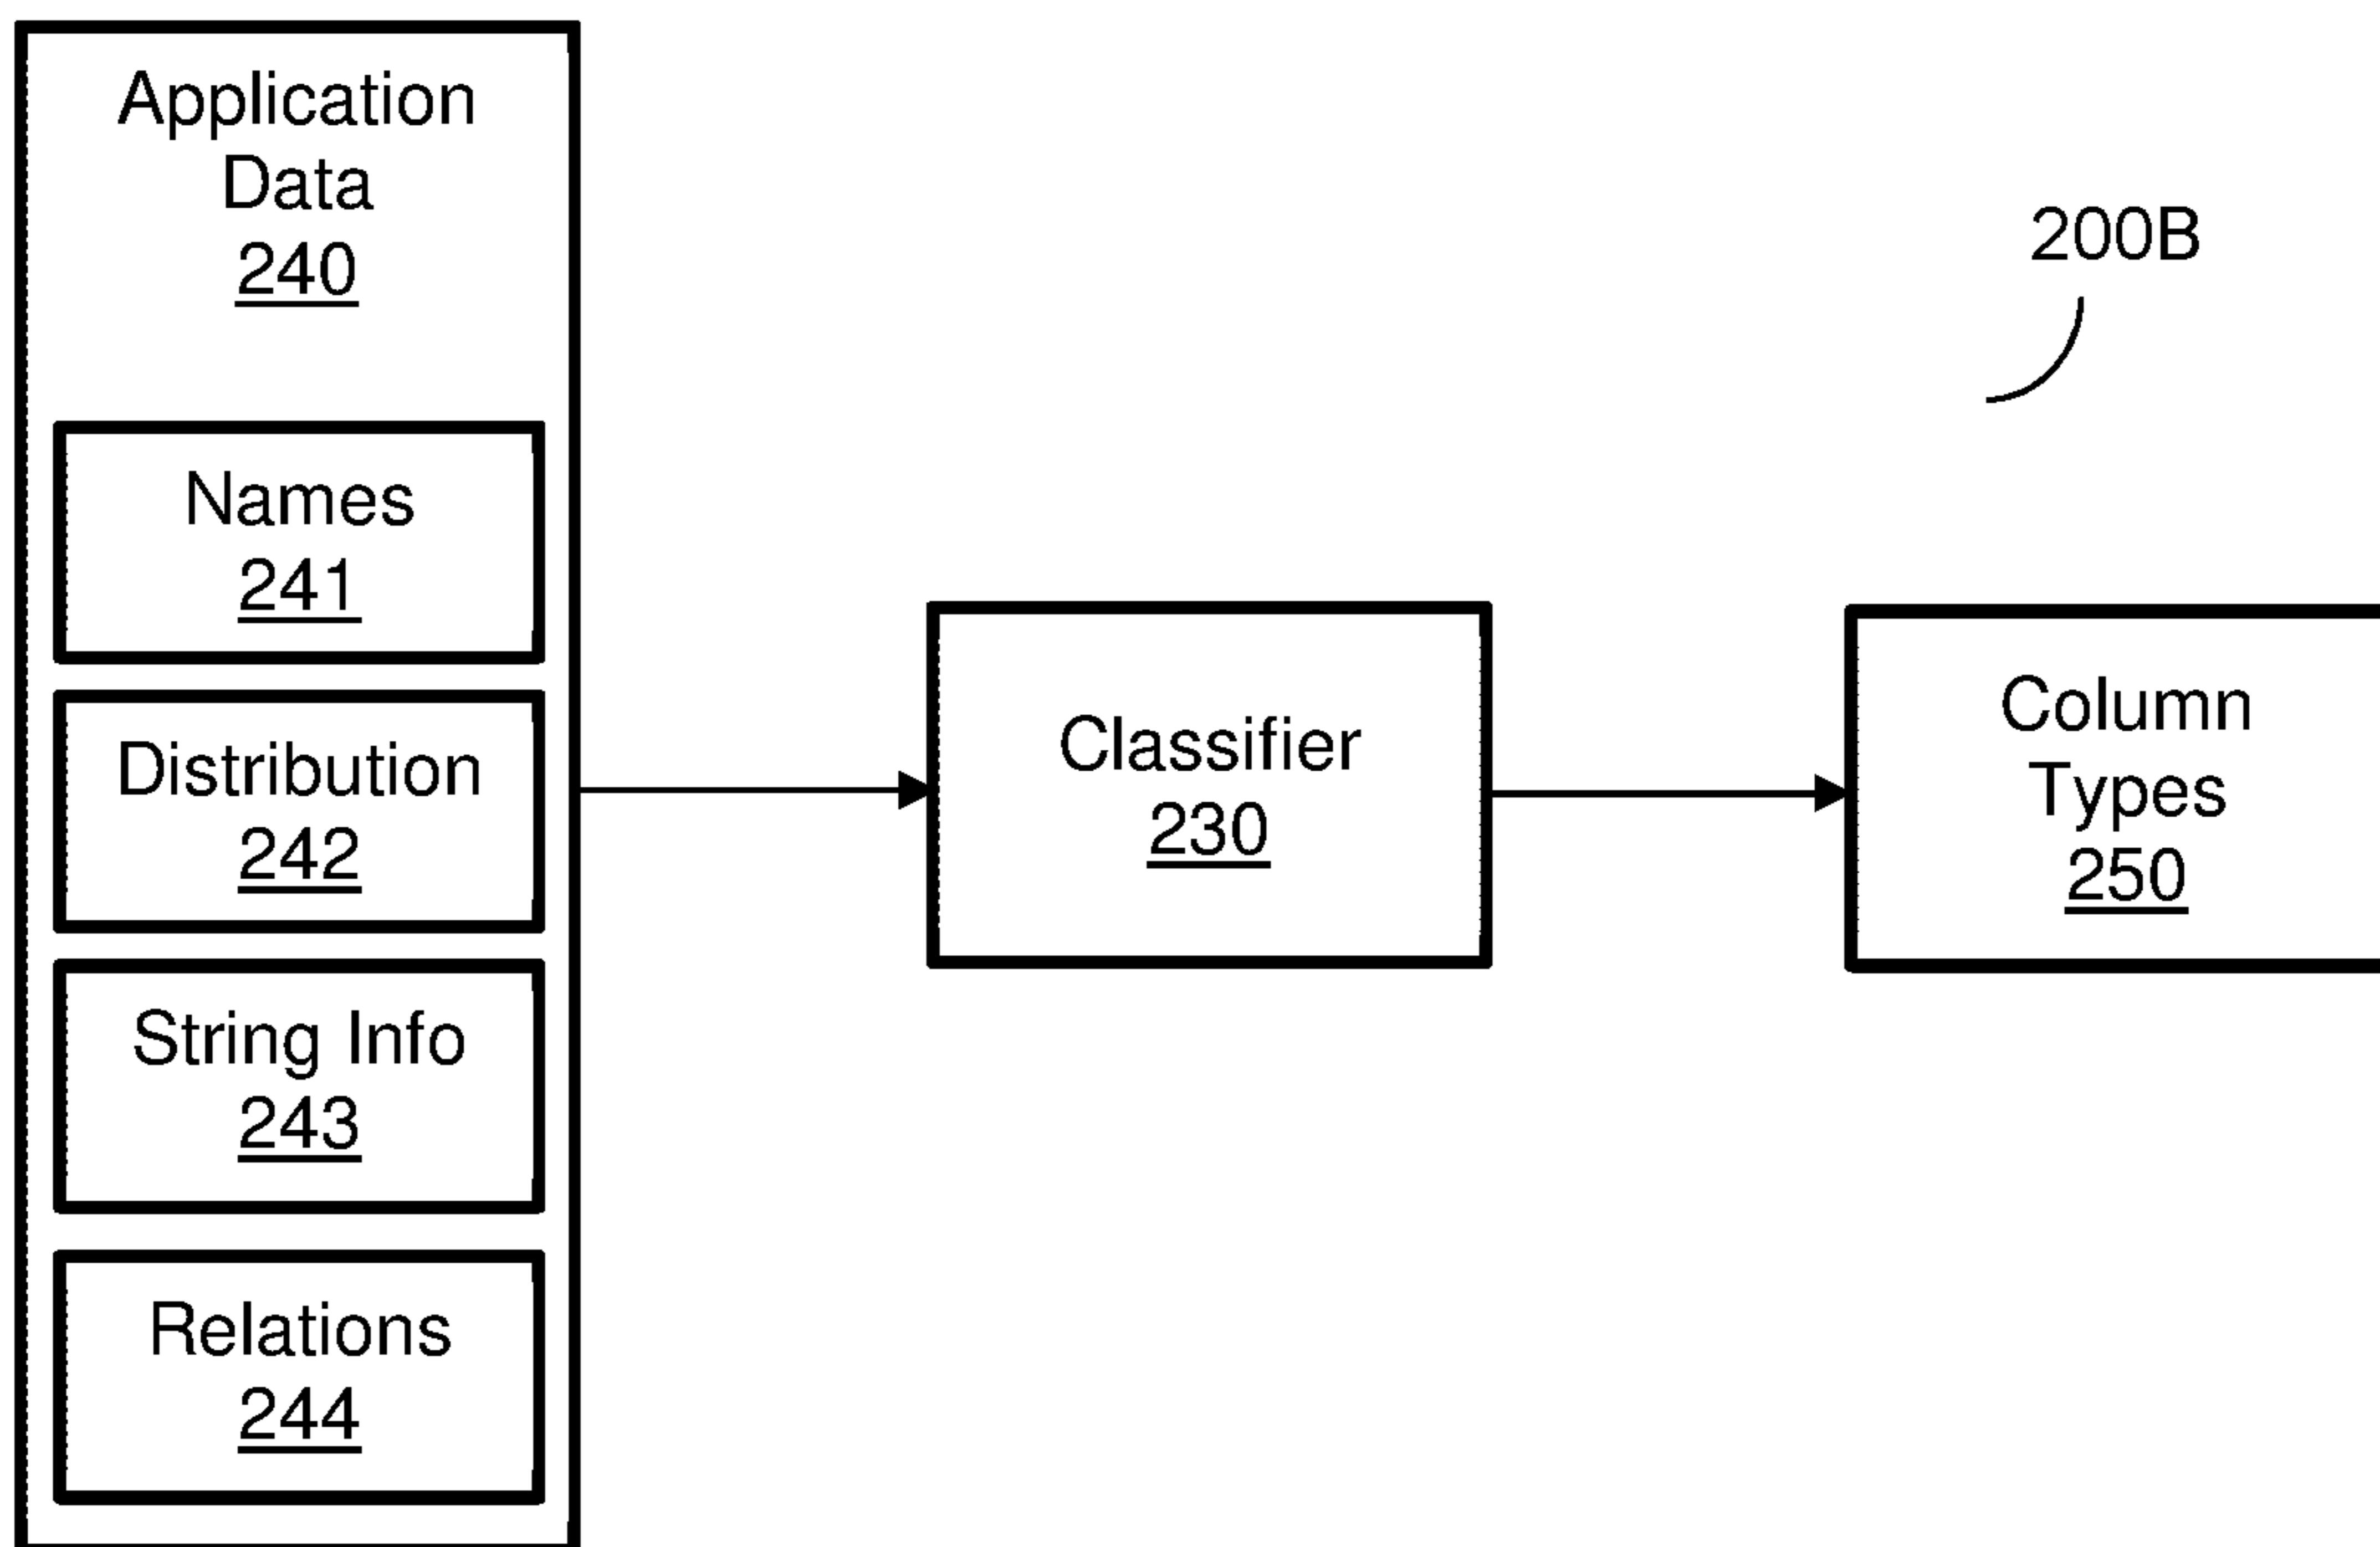 Application
Data
240
Names
241
Distribution
242
String Info
243
Relations
244
Classifier
230
200B
Column
Types
250